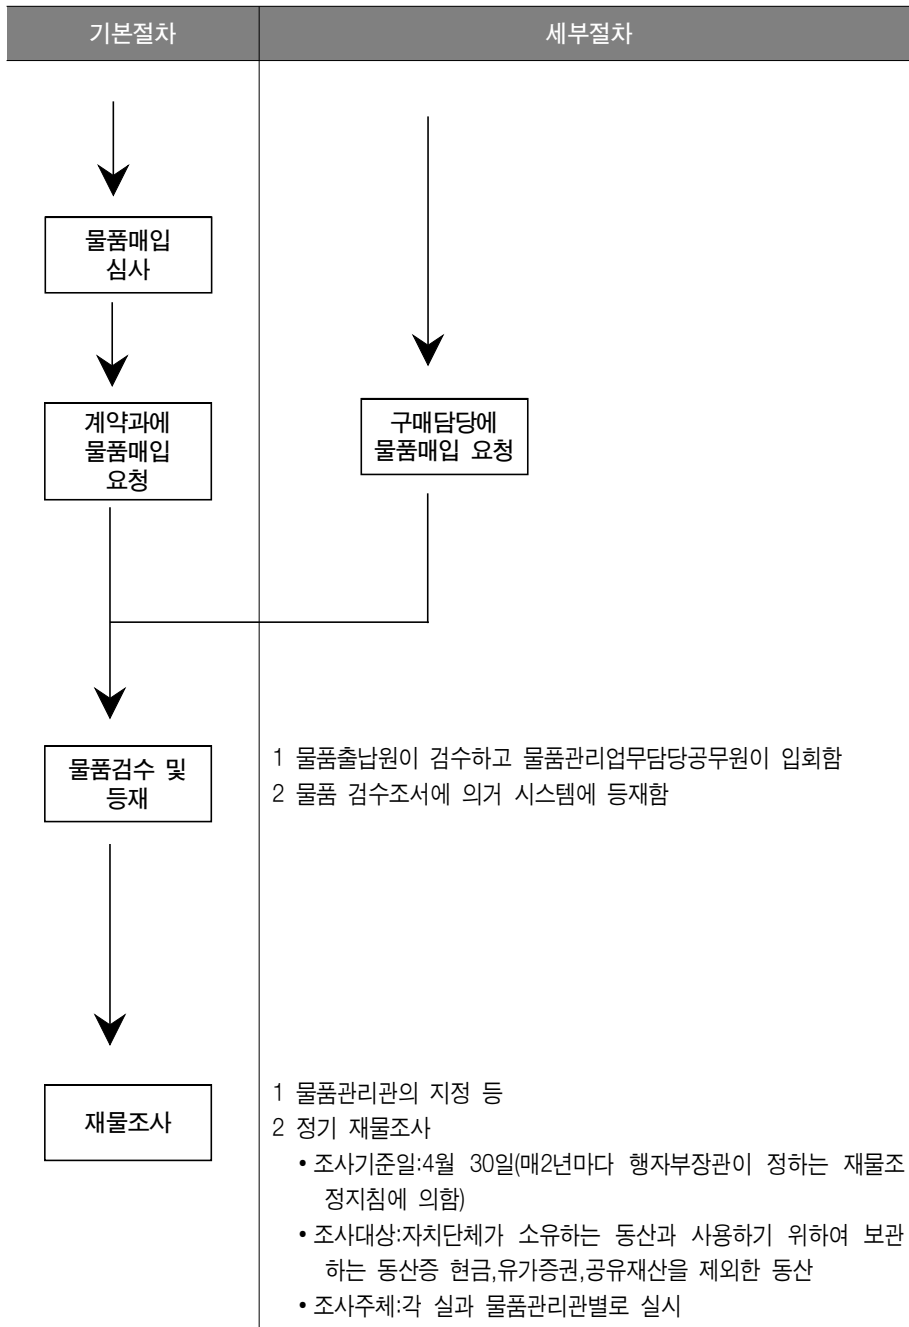 기본절차
세부절차
물품매입
심사
계약과에
물품매입
요청
구매담당에
물품매입 요청
물품검수 및
등재
1 물품출납원이 검수하고 물품관리업무담당공무원이 입회함
2 물품 검수조서에 의거 시스템에 등재함
재물조사
1 물품관리관의 지정 등
2 정기 재물조사
•조사기준일:4월 30일(매2년마다 행자부장관이 정하는 재물조
정지침에 의함)
•조사대상:자치단체가 소유하는 동산과 사용하기 위하여 보관
하는 동산증 현금,유가증권,공유재산을 제외한 동산
•조사주체:각 실과 물품관리관별로 실시